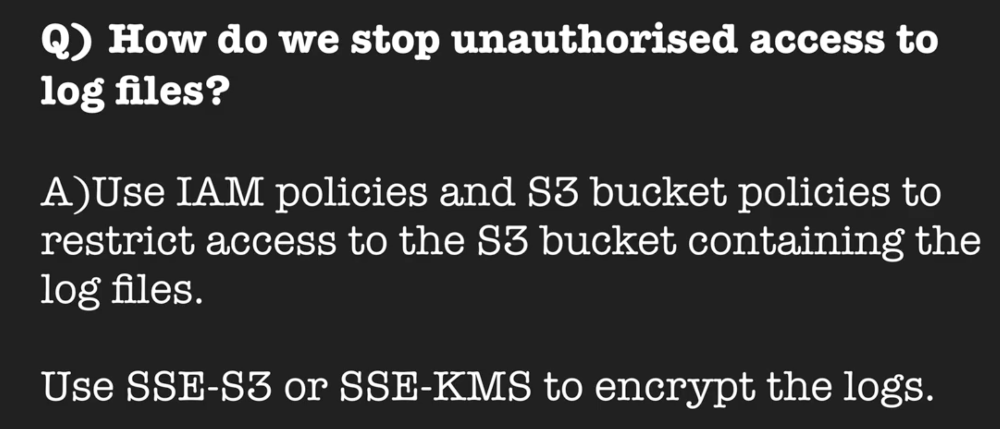 Q) How do we stop unauthorised access to
log files?
A)Use IAM policies and S3 bucket policies to
restrict access to the S3 bucket containing the
log files.
Use SSE-S3 or SSE-KMS to encrypt the logs.